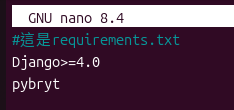 GNU nano 8.4
#這是requirements.txt
Django>=4.0
pybryt